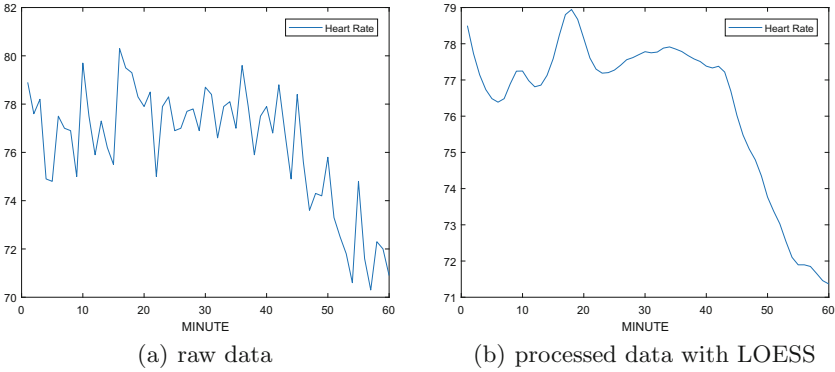 82
80
78
76
74
72
70
0 10 20 30 40 50 60
MINUTE
Heart Rate
(a) raw data
79
78
77
76
75
74
73
72
71
0 10 20 30 40 50 60
MINUTE
Heart Rate
(b) processed data with LOESS